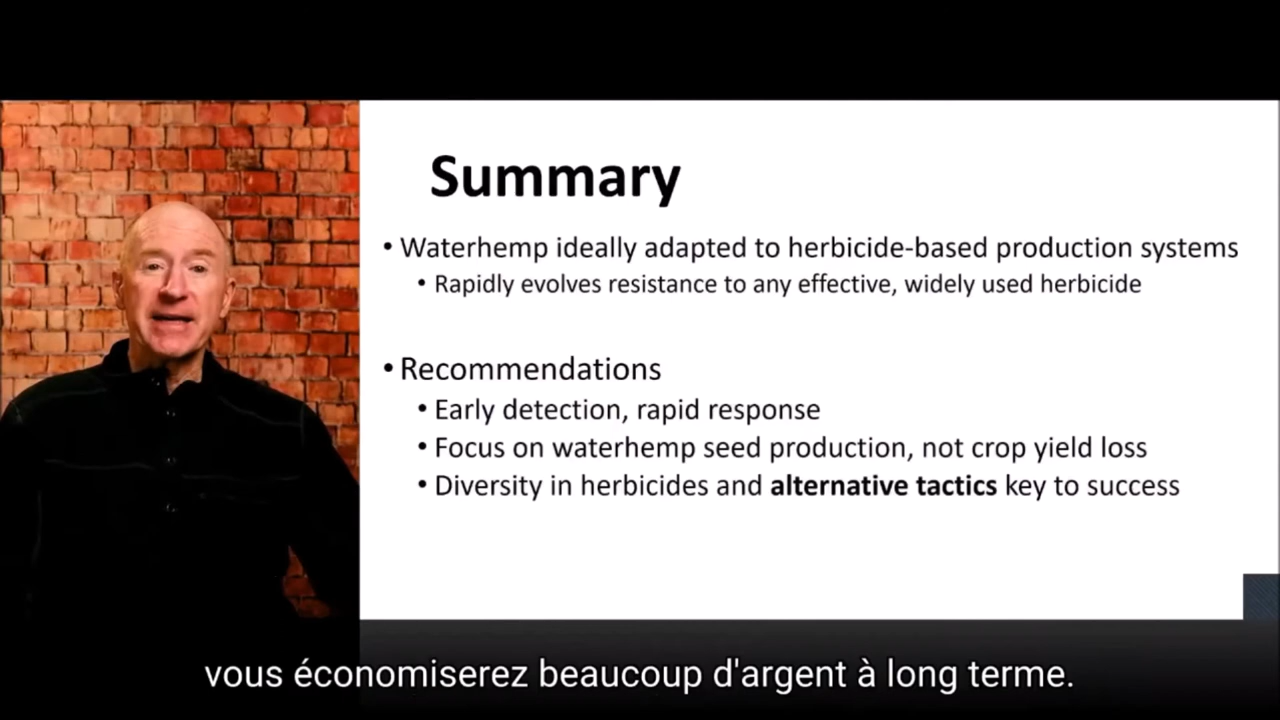 Summary
• Waterhemp ideally adapted to herbicide-based production systems
• Rapidly evolves resistance to any effective, widely used herbicide
• Recommendations
• Early detection, rapid response
• Focus on waterhemp seed production, not crop yield loss
• Diversity in herbicides and alternative tactics key to success
vous économiserez beaucoup d'argent à long terme.